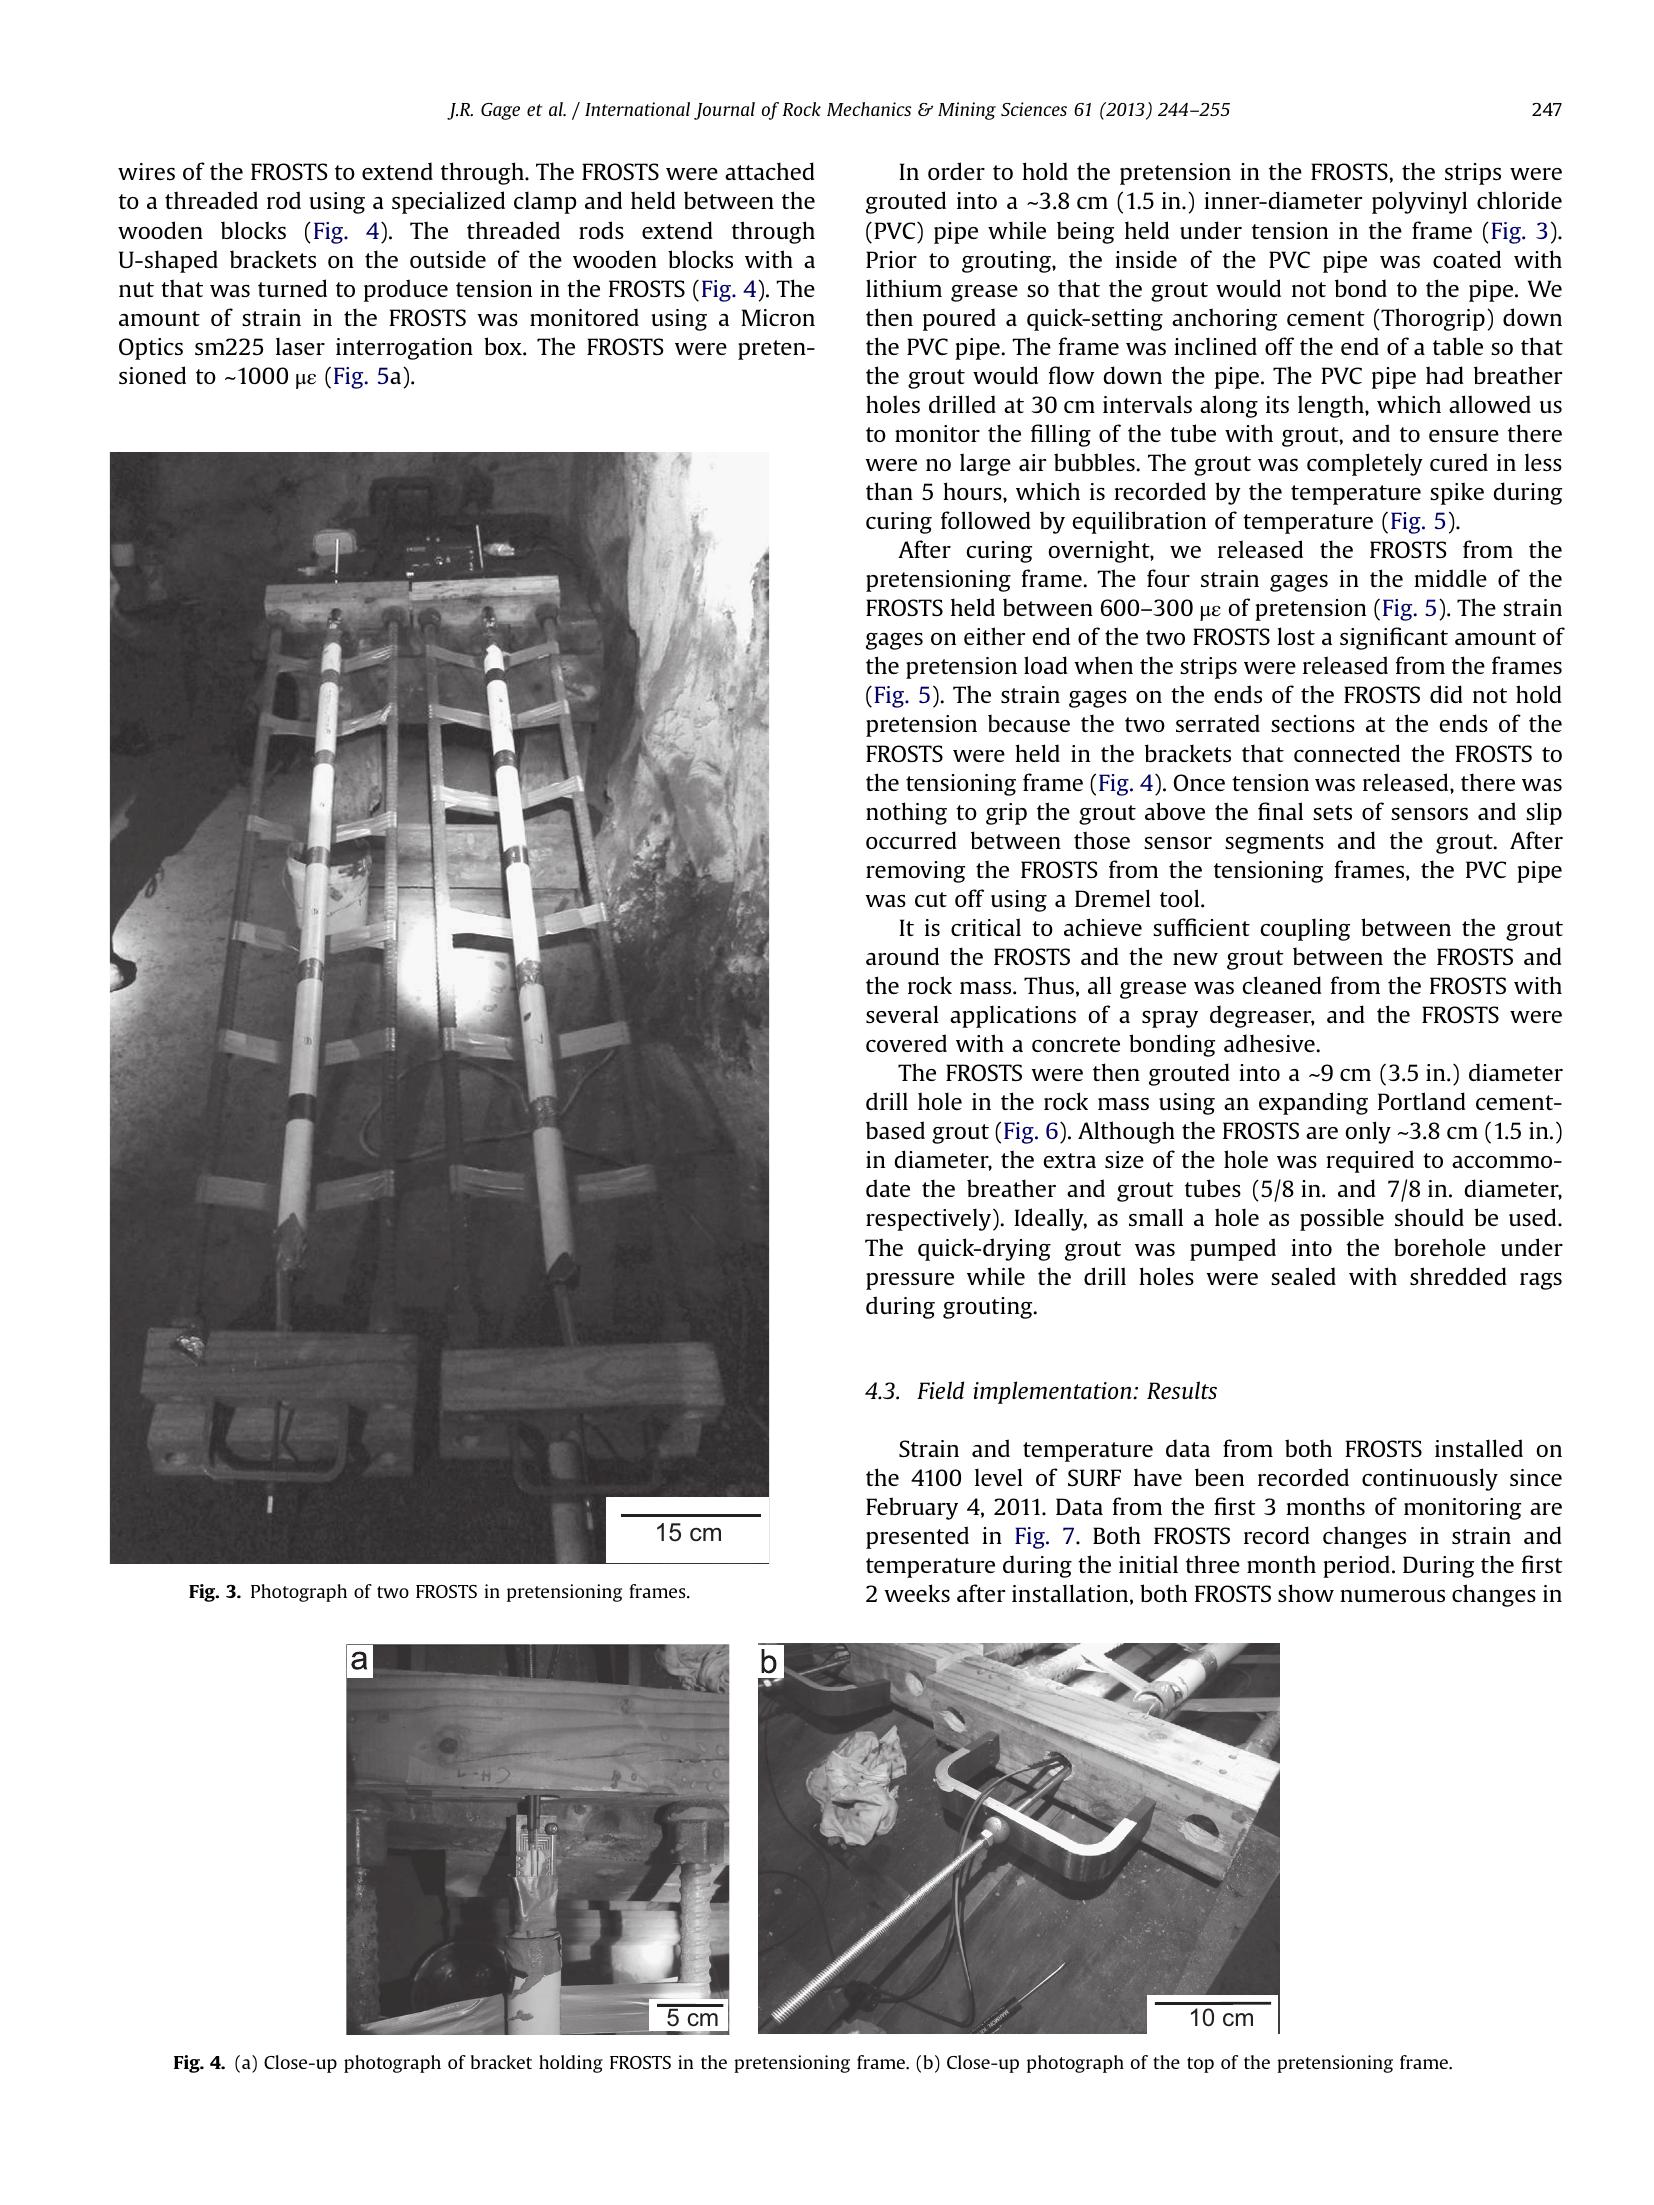 J.R. Gage et al. / International Journal of Rock Mechanics & Mining Sciences 61 (2013) 244–255
247
wires of the FROSTS to extend through. The FROSTS were attached
to a threaded rod using a specialized clamp and held between the
wooden blocks (Fig. 4). The threaded rods extend through
U-shaped brackets on the outside of the wooden blocks with a
nut that was turned to produce tension in the FROSTS (Fig. 4). The
amount of strain in the FROSTS was monitored using a Micron
Optics sm225 laser interrogation box. The FROSTS were preten-
sioned to ~1000 με (Fig. 5a).
15 cm
Fig. 3. Photograph of two FROSTS in pretensioning frames.
In order to hold the pretension in the FROSTS, the strips were
grouted into a ~3.8 cm (1.5 in.) inner-diameter polyvinyl chloride
(PVC) pipe while being held under tension in the frame (Fig. 3).
Prior to grouting, the inside of the PVC pipe was coated with
lithium grease so that the grout would not bond to the pipe. We
then poured a quick-setting anchoring cement (Thorogrip) down
the PVC pipe. The frame was inclined off the end of a table so that
the grout would flow down the pipe. The PVC pipe had breather
holes drilled at 30 cm intervals along its length, which allowed us
to monitor the filling of the tube with grout, and to ensure there
were no large air bubbles. The grout was completely cured in less
than 5 hours, which is recorded by the temperature spike during
curing followed by equilibration of temperature (Fig. 5).
After curing overnight, we released the FROSTS from the
pretensioning frame. The four strain gages in the middle of the
FROSTS held between 600–300 με of pretension (Fig. 5). The strain
gages on either end of the two FROSTS lost a significant amount of
the pretension load when the strips were released from the frames
(Fig. 5). The strain gages on the ends of the FROSTS did not hold
pretension because the two serrated sections at the ends of the
FROSTS were held in the brackets that connected the FROSTS to
the tensioning frame (Fig. 4). Once tension was released, there was
nothing to grip the grout above the final sets of sensors and slip
occurred between those sensor segments and the grout. After
removing the FROSTS from the tensioning frames, the PVC pipe
was cut off using a Dremel tool.
It is critical to achieve sufficient coupling between the grout
around the FROSTS and the new grout between the FROSTS and
the rock mass. Thus, all grease was cleaned from the FROSTS with
several applications of a spray degreaser, and the FROSTS were
covered with a concrete bonding adhesive.
The FROSTS were then grouted into a ~9 cm (3.5 in.) diameter
drill hole in the rock mass using an expanding Portland cement-
based grout (Fig. 6). Although the FROSTS are only ~3.8 cm (1.5 in.)
in diameter, the extra size of the hole was required to accommo-
date the breather and grout tubes (5/8 in. and 7/8 in. diameter,
respectively). Ideally, as small a hole as possible should be used.
The quick-drying grout was pumped into the borehole under
pressure while the drill holes were sealed with shredded rags
during grouting.
4.3. Field implementation: Results
Strain and temperature data from both FROSTS installed on
the 4100 level of SURF have been recorded continuously since
February 4, 2011. Data from the first 3 months of monitoring are
presented in Fig. 7. Both FROSTS record changes in strain and
temperature during the initial three month period. During the first
2 weeks after installation, both FROSTS show numerous changes in
a
5 cm
b
10 cm
Fig. 4. (a) Close-up photograph of bracket holding FROSTS in the pretensioning frame. (b) Close-up photograph of the top of the pretensioning frame.